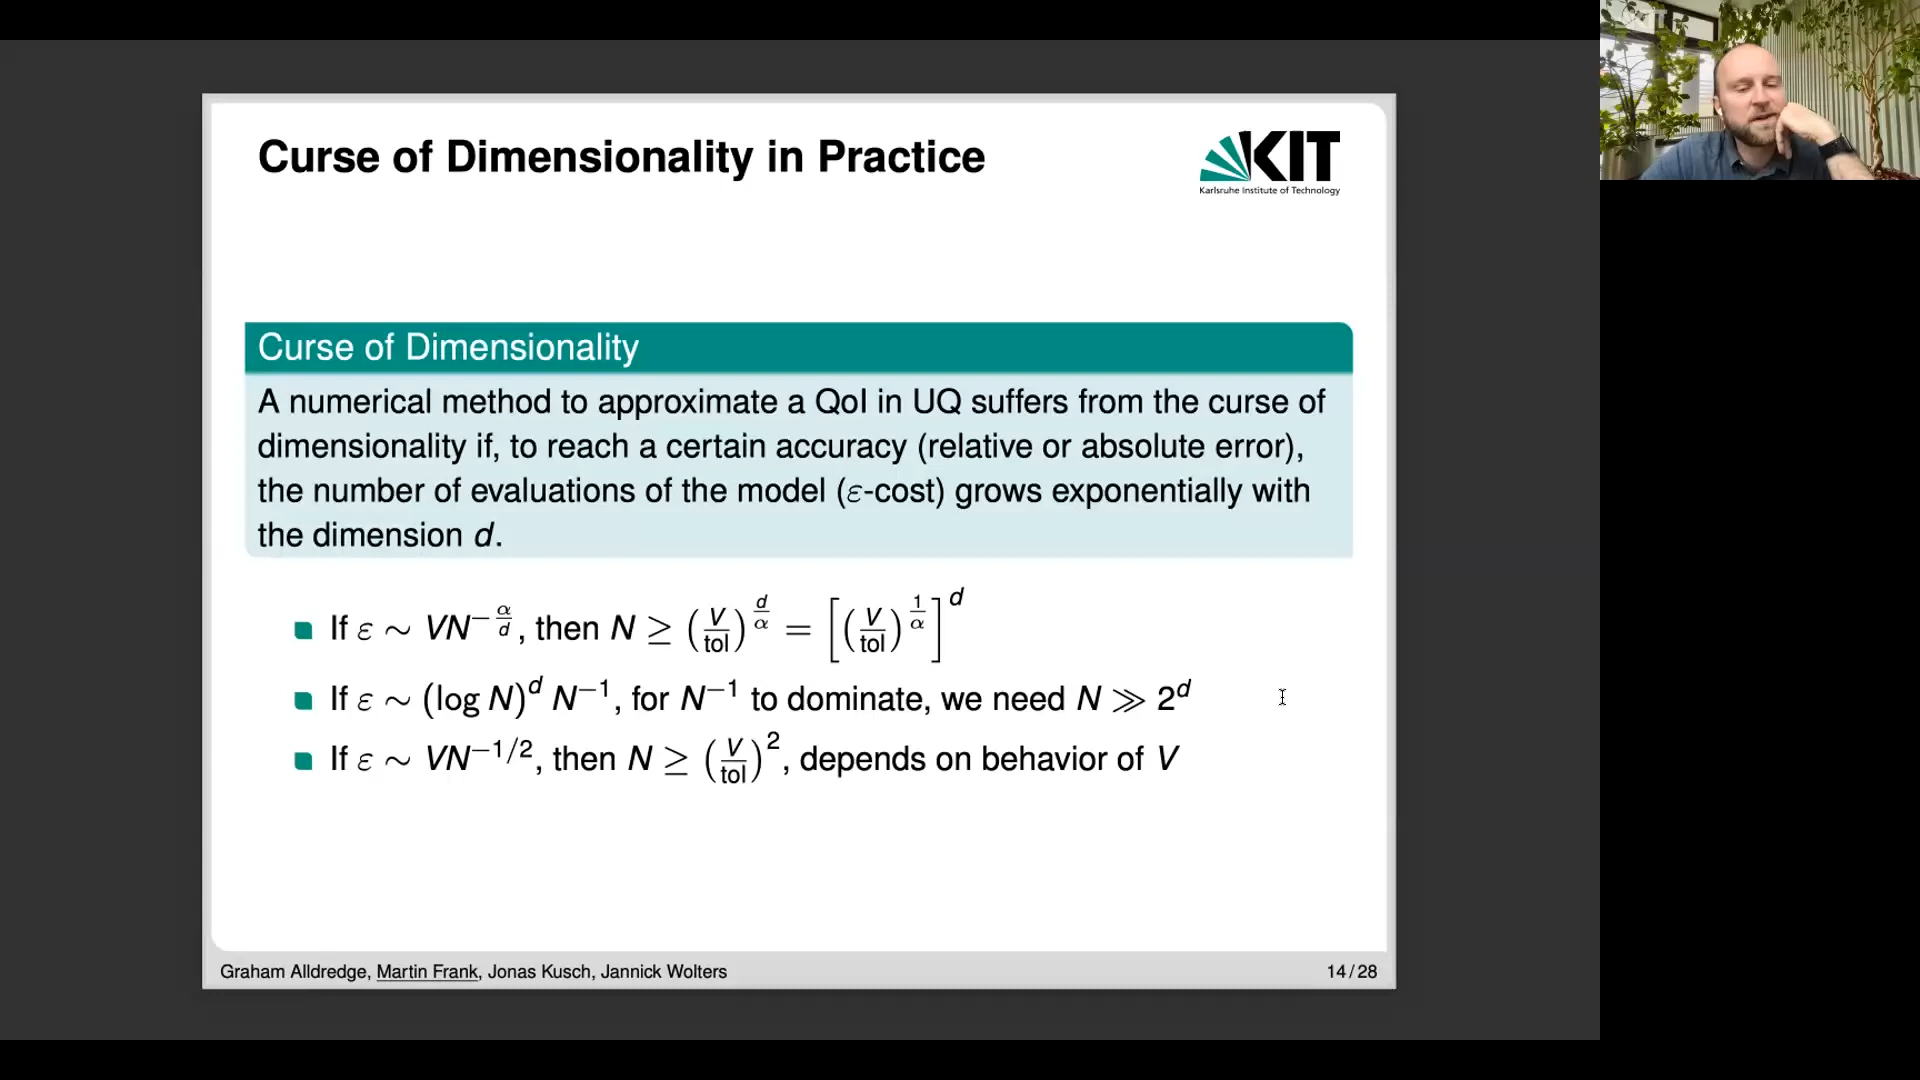 Curse of Dimensionality in Practice
KIT
Karlsruhe Institute of Technology
Curse of Dimensionality
A numerical method to approximate a QoI in UQ suffers from the curse of
dimensionality if, to reach a certain accuracy (relative or absolute error),
the number of evaluations of the model (ε-cost) grows exponentially with
the dimension d.
If ε ∼ VN^{−α/d}, then N ≥ (V/tol)^{d/α} = [(V/tol)^{1/α}]^d
If ε ∼ (log N)^d N^{−1}, for N^{−1} to dominate, we need N ≫ 2^d
If ε ∼ VN^{−1/2}, then N ≥ (V/tol)^2, depends on behavior of V
Graham Alldredge, Martin Frank, Jonas Kusch, Jannick Wolters
14/28
KIT